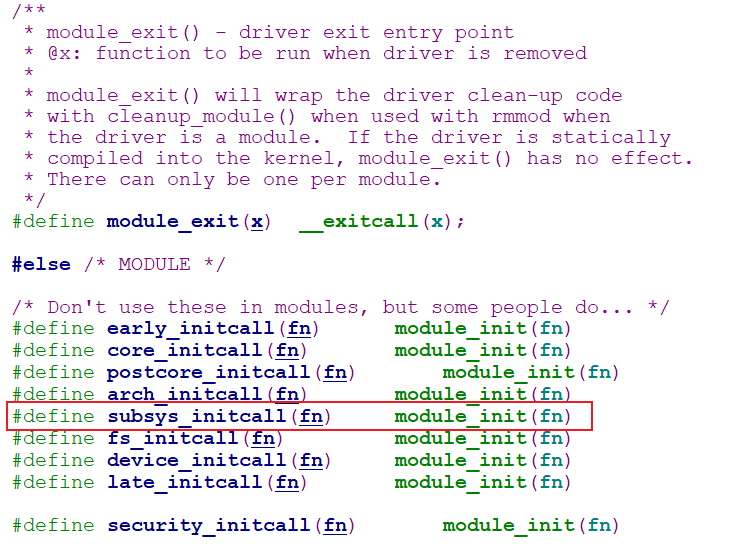 /**
 * module_exit() - driver exit entry point
 * @x: function to be run when driver is removed
 *
 * module_exit() will wrap the driver clean-up code
 * with cleanup_module() when used with rmmod when
 * the driver is a module.  If the driver is statically
 * compiled into the kernel, module_exit() has no effect.
 * There can only be one per module.
 */
#define module_exit(x)  __exitcall(x);

#else /* MODULE */

/* Don't use these in modules, but some people do... */
#define early_initcall(fn)      module_init(fn)
#define core_initcall(fn)       module_init(fn)
#define postcore_initcall(fn)       module_init(fn)
#define arch_initcall(fn)       module_init(fn)
#define subsys_initcall(fn)     module_init(fn)
#define fs_initcall(fn)         module_init(fn)
#define device_initcall(fn)     module_init(fn)
#define late_initcall(fn)       module_init(fn)

#define security_initcall(fn)       module_init(fn)